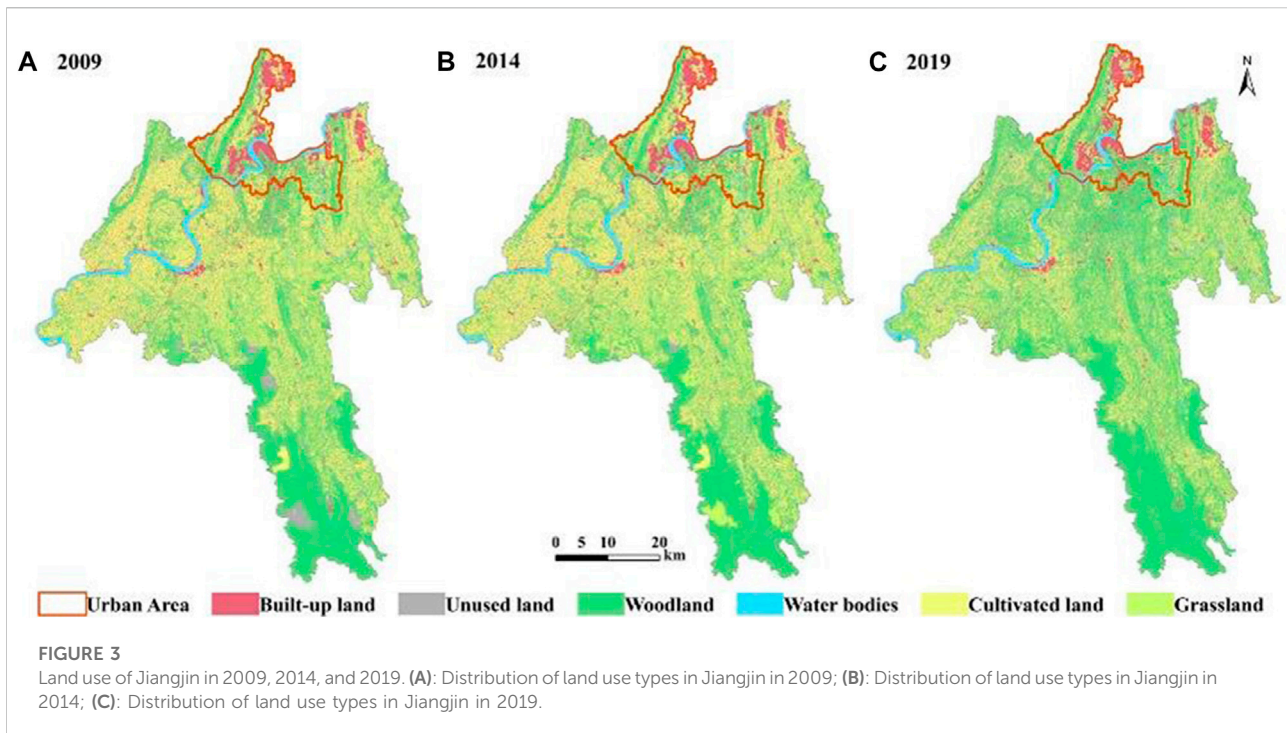 A 2009
B 2014
C 2019
N
0 5 10 20
km
Urban Area Built-up land Unused land Woodland Water bodies Cultivated land Grassland
FIGURE 3
Land use of Jiangjin in 2009, 2014, and 2019. (A): Distribution of land use types in Jiangjin in 2009; (B): Distribution of land use types in Jiangjin in
2014; (C): Distribution of land use types in Jiangjin in 2019.